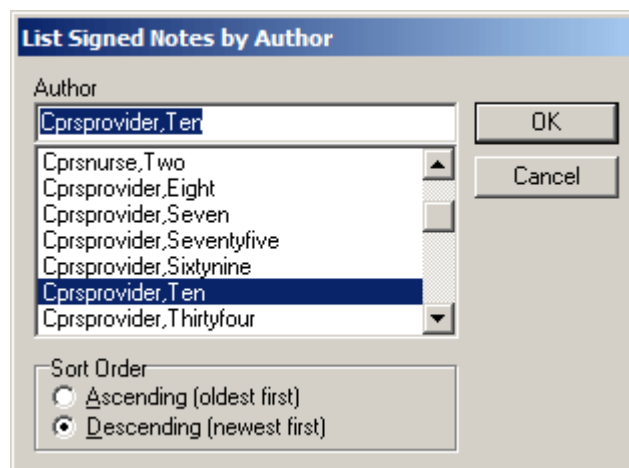 List Signed Notes by Author
Author
Cprsprovider,Ten
OK
Cprsnurse,Two
Cprsprovider,Eight
Cancel
Cprsprovider,Seven
Cprsprovider,Seventyfive
Cprsprovider,Sixtynine
Cprsprovider,Ten
Cprsprovider,Thirtyfour
Sort Order
Ascending (oldest first)
Descending (newest first)